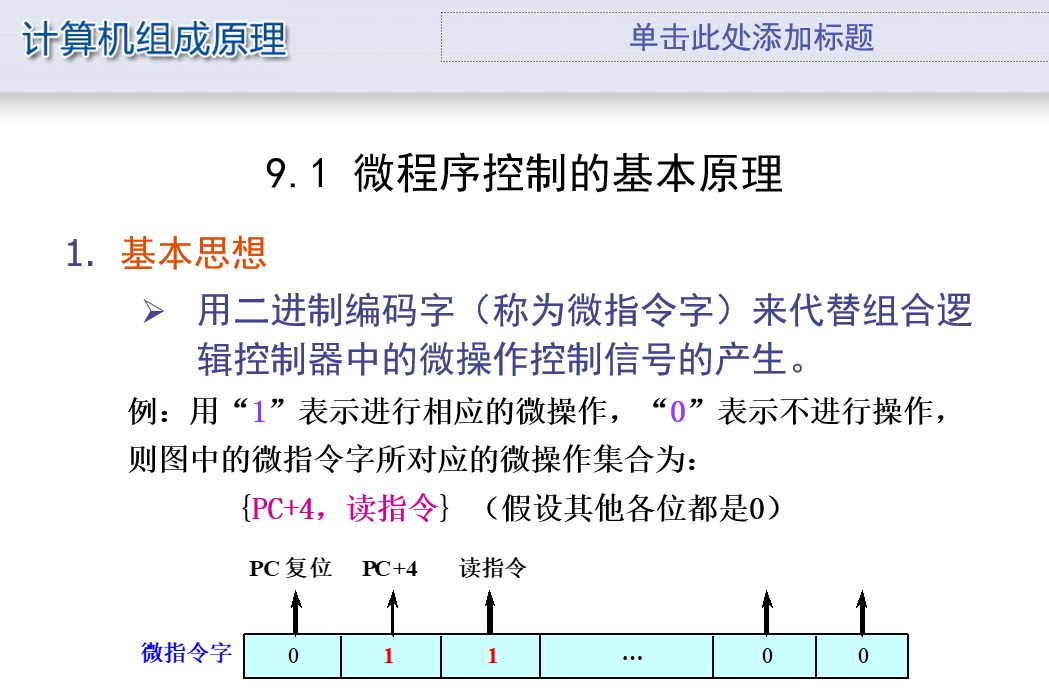 计算机组成原理
单击此处添加标题
9.1 微程序控制的基本原理
1. 基本思想
➢ 用二进制编码字（称为微指令字）来代替组合逻
辑控制器中的微操作控制信号的产生。
例：用“1”表示进行相应的微操作，“0”表示不进行操作，
则图中的微指令字所对应的微操作集合为：
{PC+4，读指令}（假设其他各位都是0）
PC 复位 PC+4 读指令
微指令字 0 1 1 … 0 0